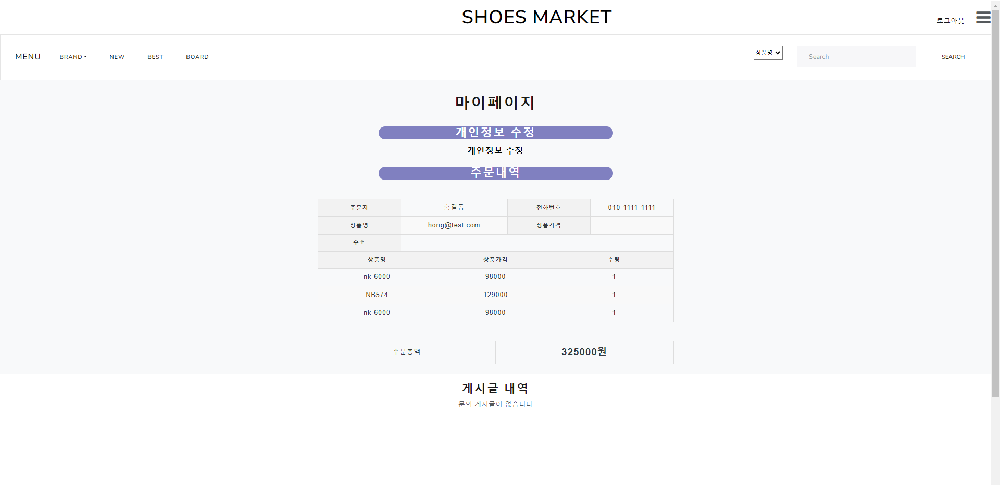 SHOES MARKET
로그아웃
MENU BRAND NEW BEST BOARD 상품명 Search SEARCH
마이페이지
개인정보 수정
개인정보 수정
주문내역
주문자 홍길동 전화번호 010-1111-1111
상품명 hong@test.com 상품가격
주소
상품명 상품가격 수량
nk-6000 98000 1
NB574 129000 1
nk-6000 98000 1
주문총액 325000원
게시글 내역
문의 게시글이 없습니다